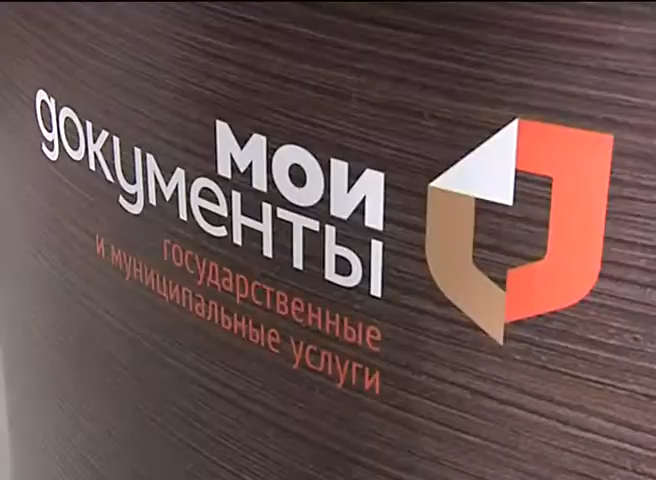 мои
документы
государственные
и муниципальные услуги